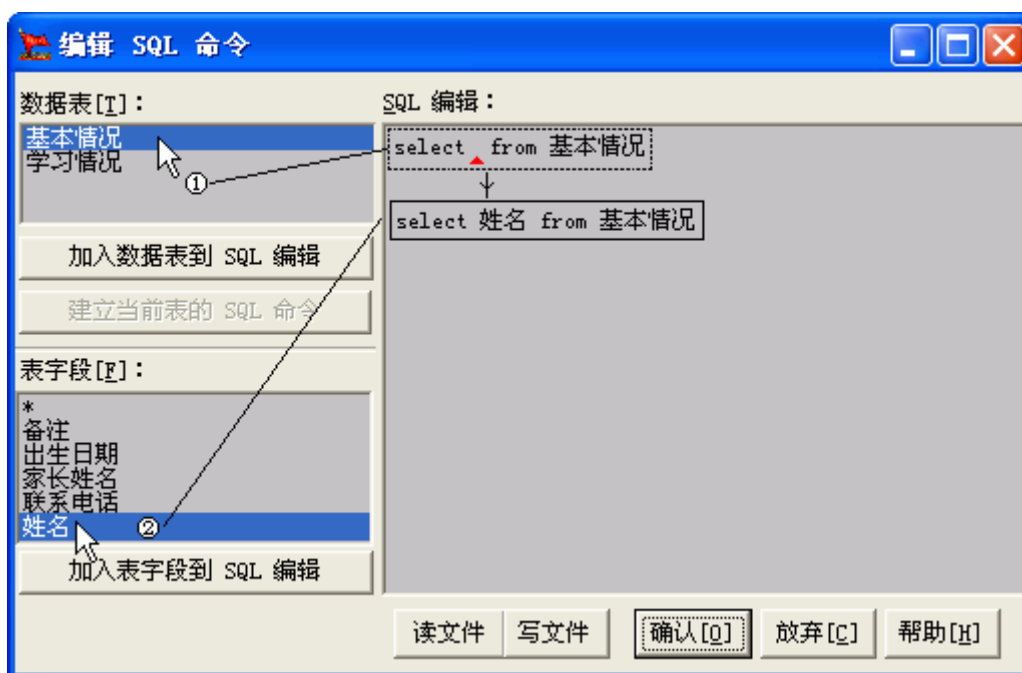 编辑 SQL 命令
数据表[T]：
SQL 编辑：
基本情况
学习情况
①
select from 基本情况
select 姓名 from 基本情况
加入数据表到 SQL 编辑
建立当前表的 SQL 命令
表字段[F]：
*
备注
出生日期
家长姓名
联系电话
姓名
②
加入表字段到 SQL 编辑
读文件
写文件
确认[O]
放弃[C]
帮助[H]